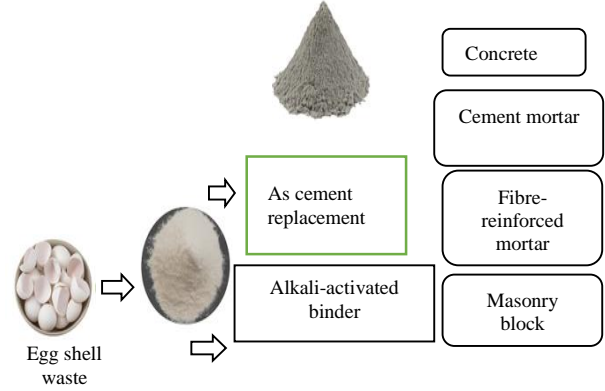 Concrete
Cement mortar
As cement
replacement
Fibre-
reinforced
mortar
Alkali-activated
binder
Masonry
block
Egg shell
waste